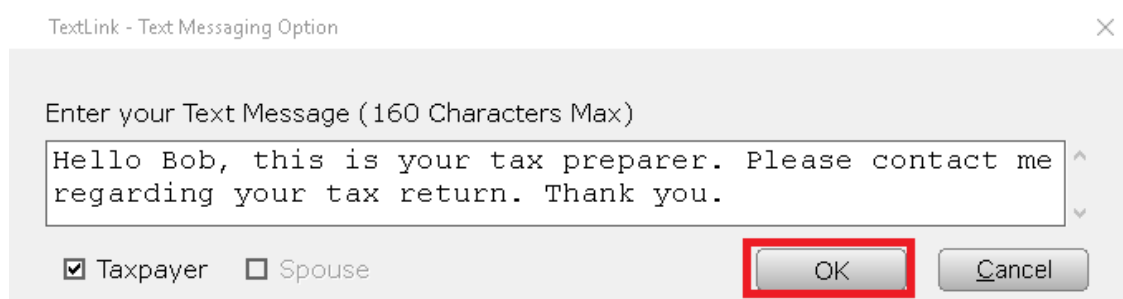 TextLink - Text Messaging Option
Enter your Text Message (160 Characters Max)
Hello Bob, this is your tax preparer. Please contact me
regarding your tax return. Thank you.
Taxpayer Spouse OK Cancel